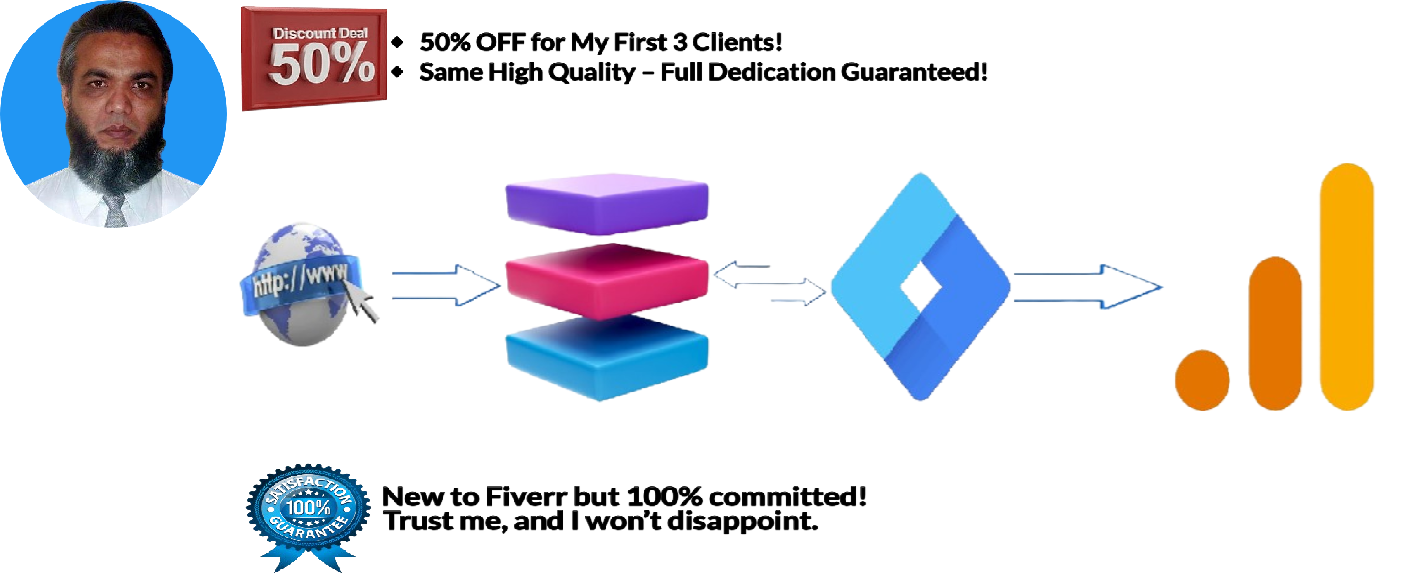 Discount Deal
50%
50% OFF for My First 3 Clients!
Same High Quality – Full Dedication Guaranteed!
http://www
SATISFACTION
100%
GUARANTEE
New to Fiverr but 100% committed!
Trust me, and I won’t disappoint.